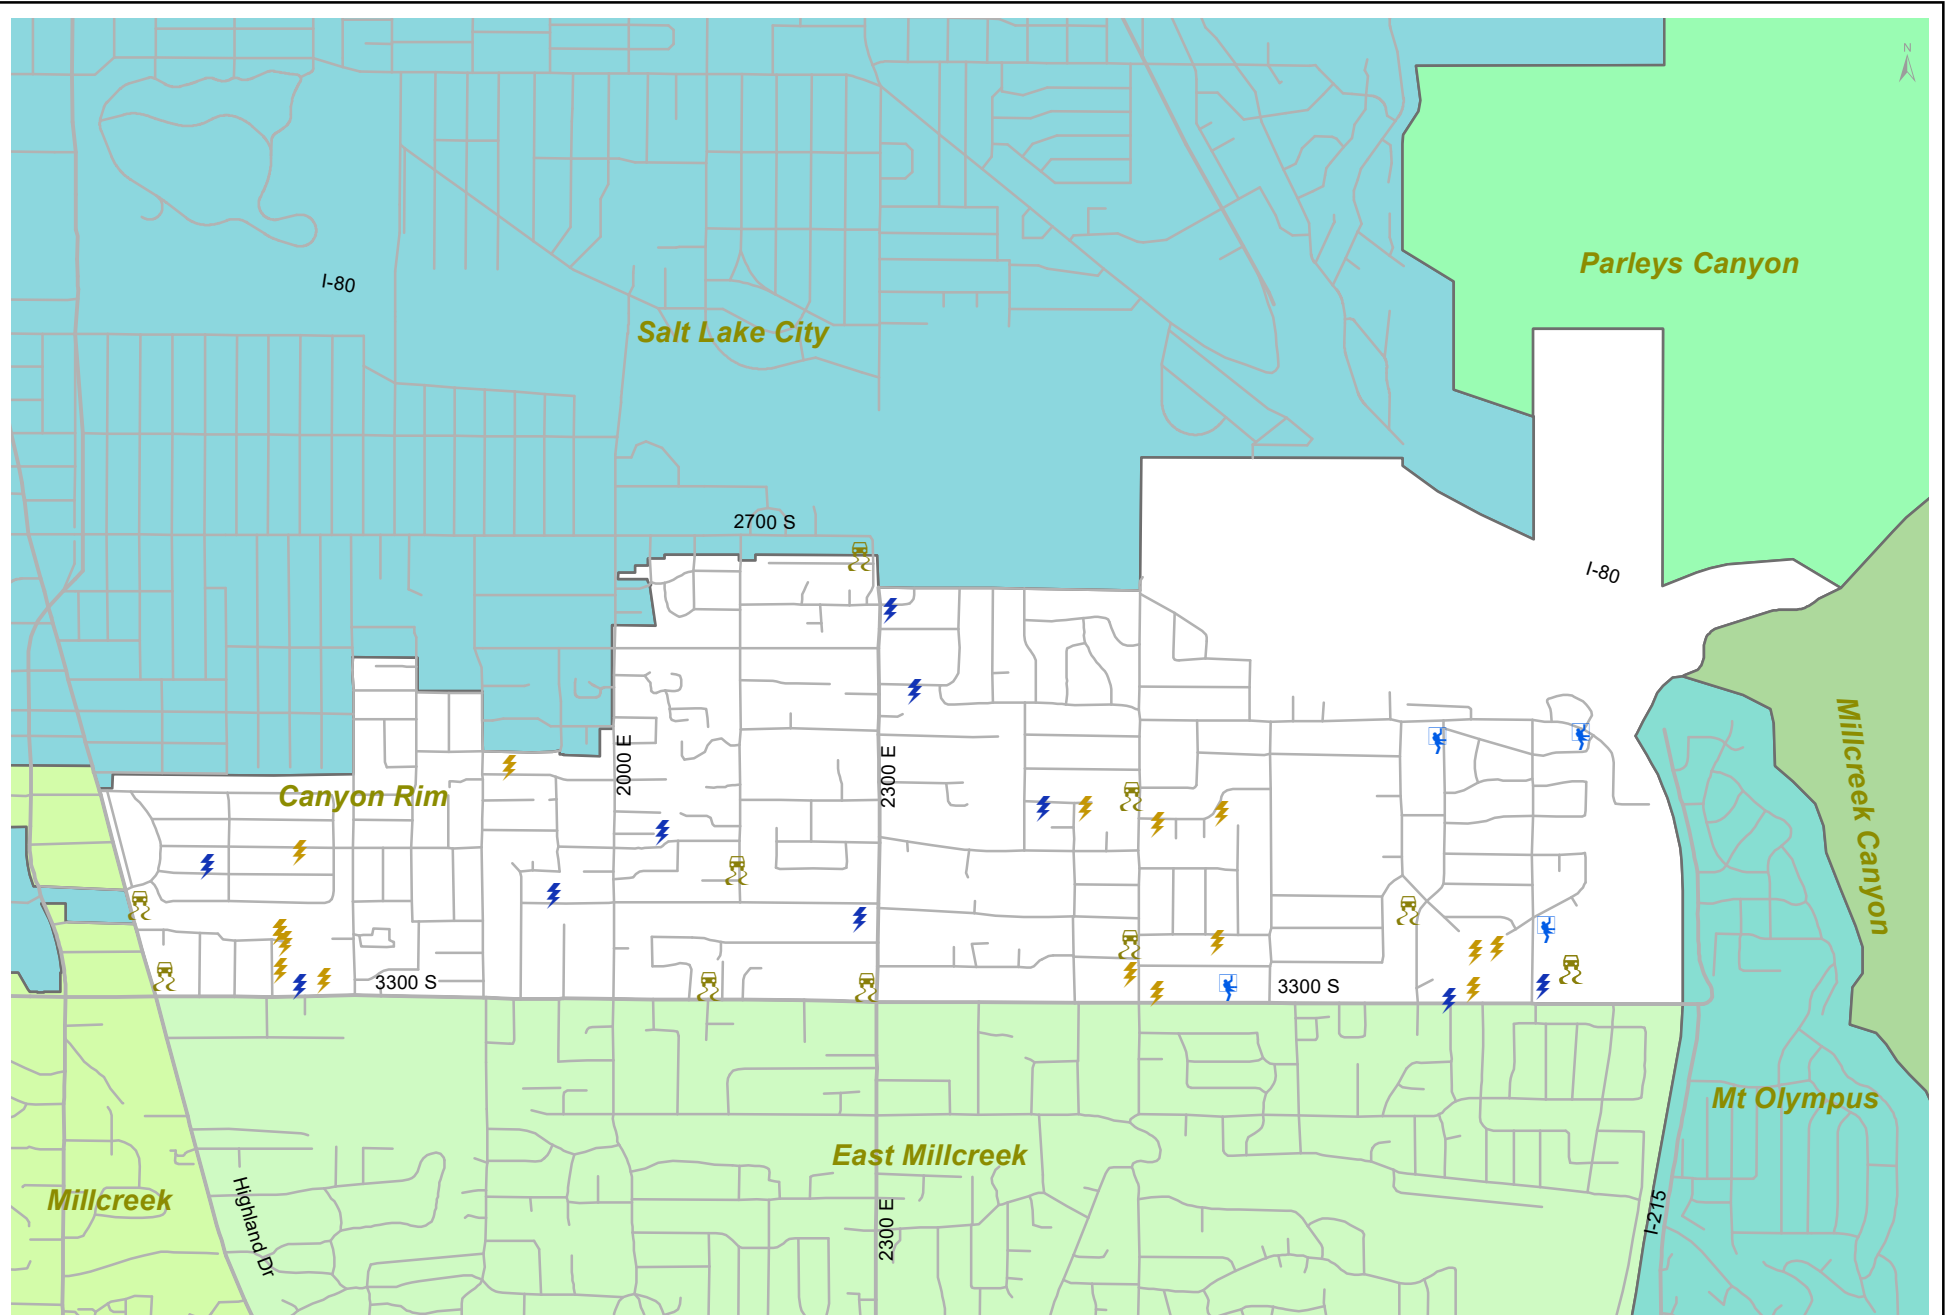 N
Parleys Canyon
I-80
Salt Lake City
2700 S
I-80
Millcreek Canyon
2000 E
2300 E
Canyon Rim
3300 S
3300 S
Mt Olympus
East Millcreek
Millcreek
Highland Dr
2300 E
I-215